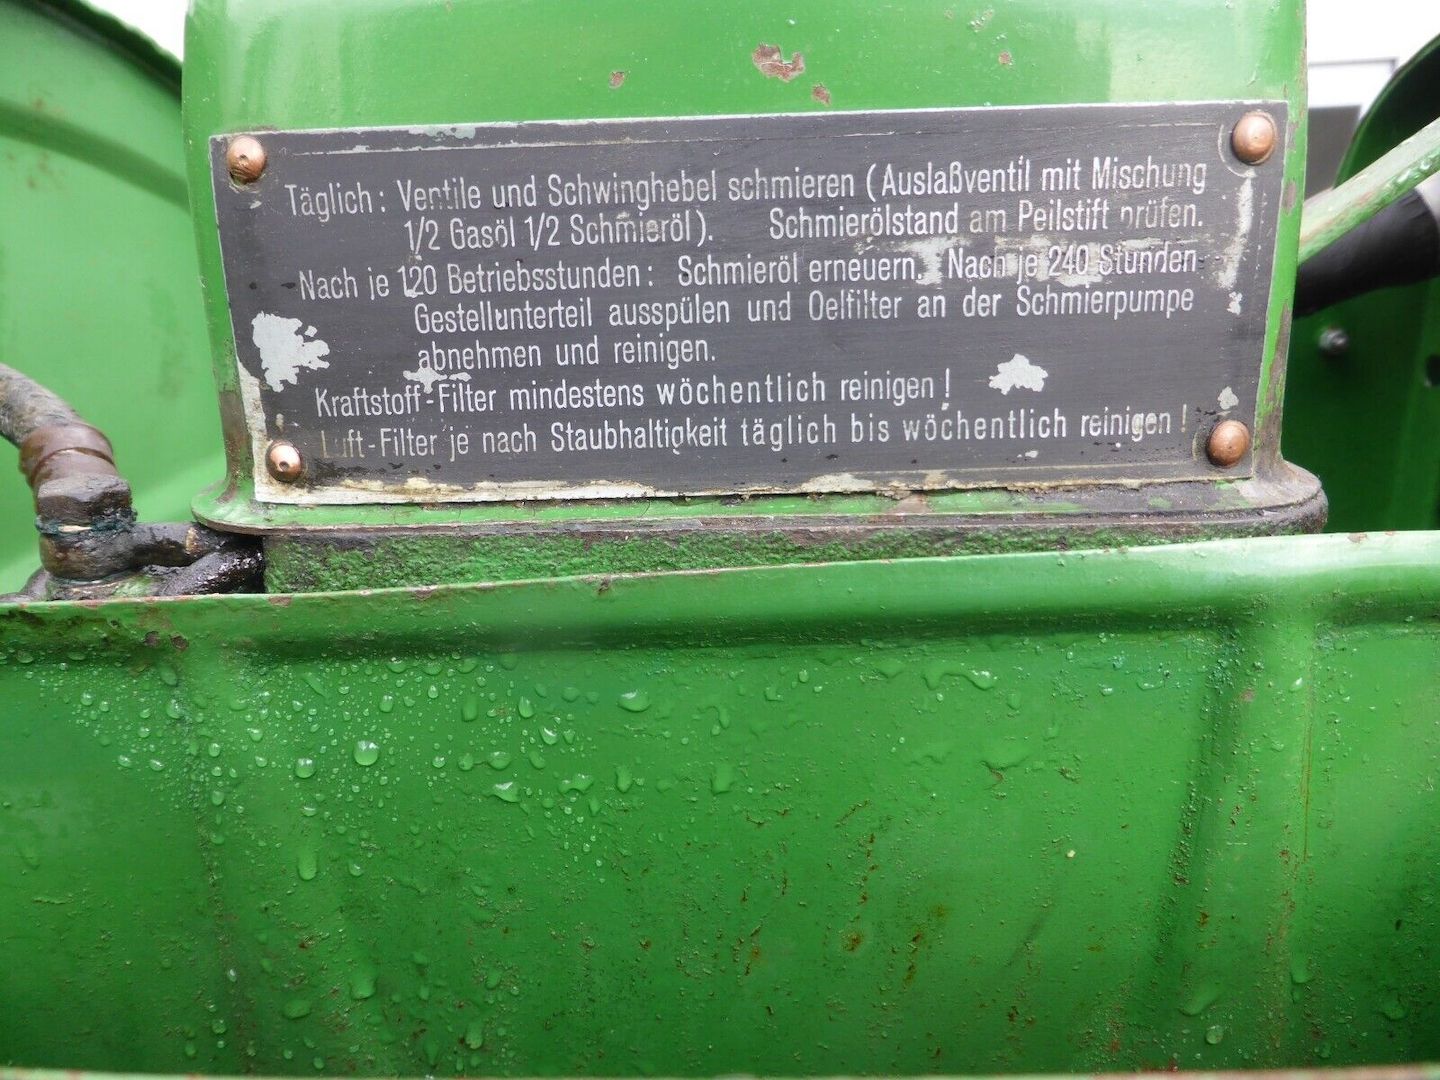 Täglich: Ventile und Schwinghebel schmieren (Auslaßventil mit Mischung
1/2 Gasöl 1/2 Schmieröl). Schmierölstand am Peilstift prüfen.
Nach je 120 Betriebsstunden: Schmieröl erneuern. Nach je 240 Stunden
Gestellunterteil ausspülen und Oelfilter an der Schmierpumpe
abnehmen und reinigen.
Kraftstoff-Filter mindestens wöchentlich reinigen!
Luft-Filter je nach Staubhaltigkeit täglich bis wöchentlich reinigen!